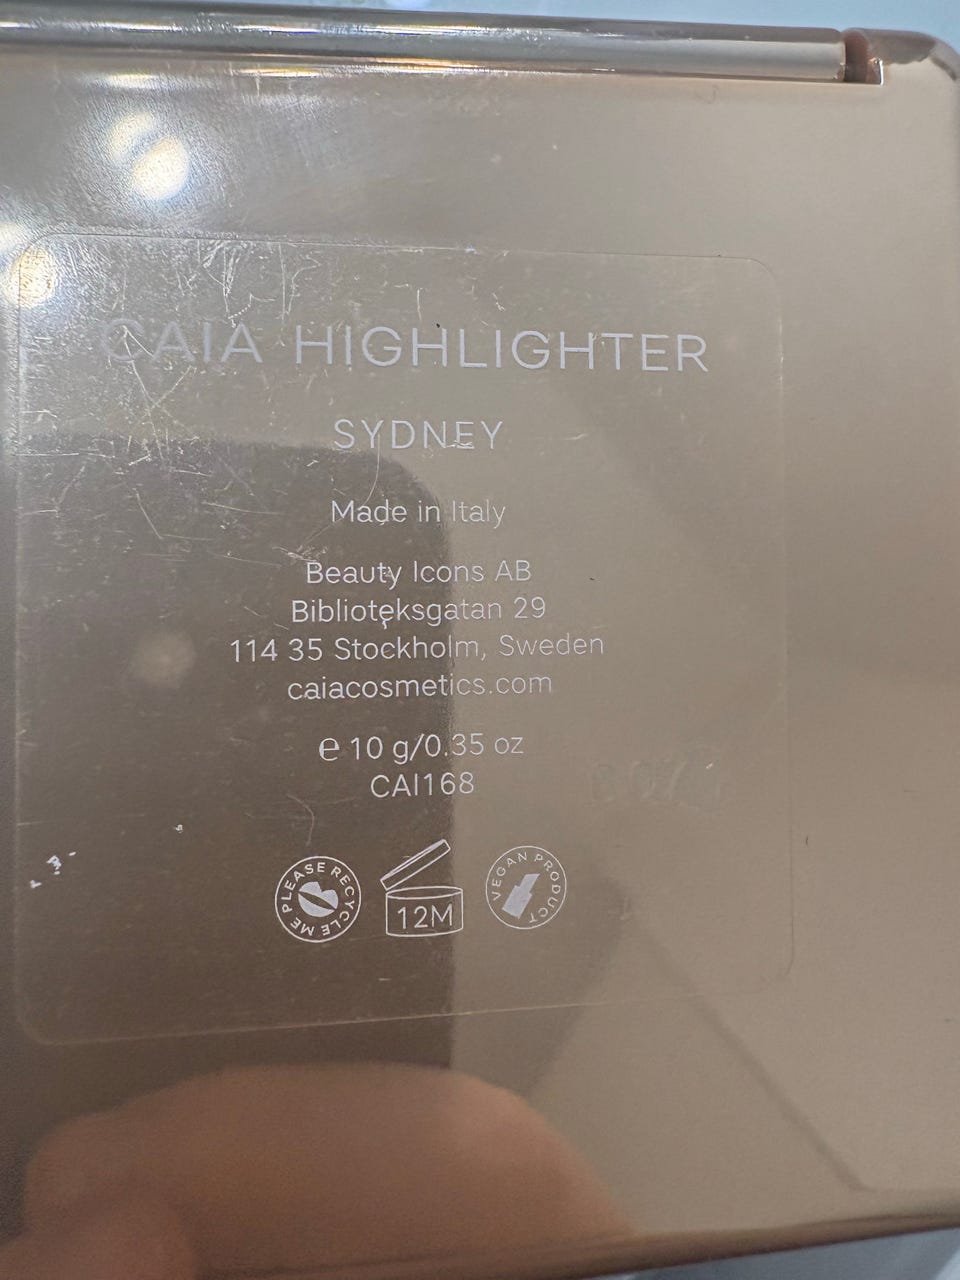 CAIA HIGHLIGHTER
SYDNEY
Made in Italy
Beauty Icons AB
Biblioteksgatan 29
114 35 Stockholm, Sweden
caiacosmetics.com
℮ 10 g/0.35 oz
CAI168
PLEASE RECYCLE ME
12M
VEGAN PRODUCT